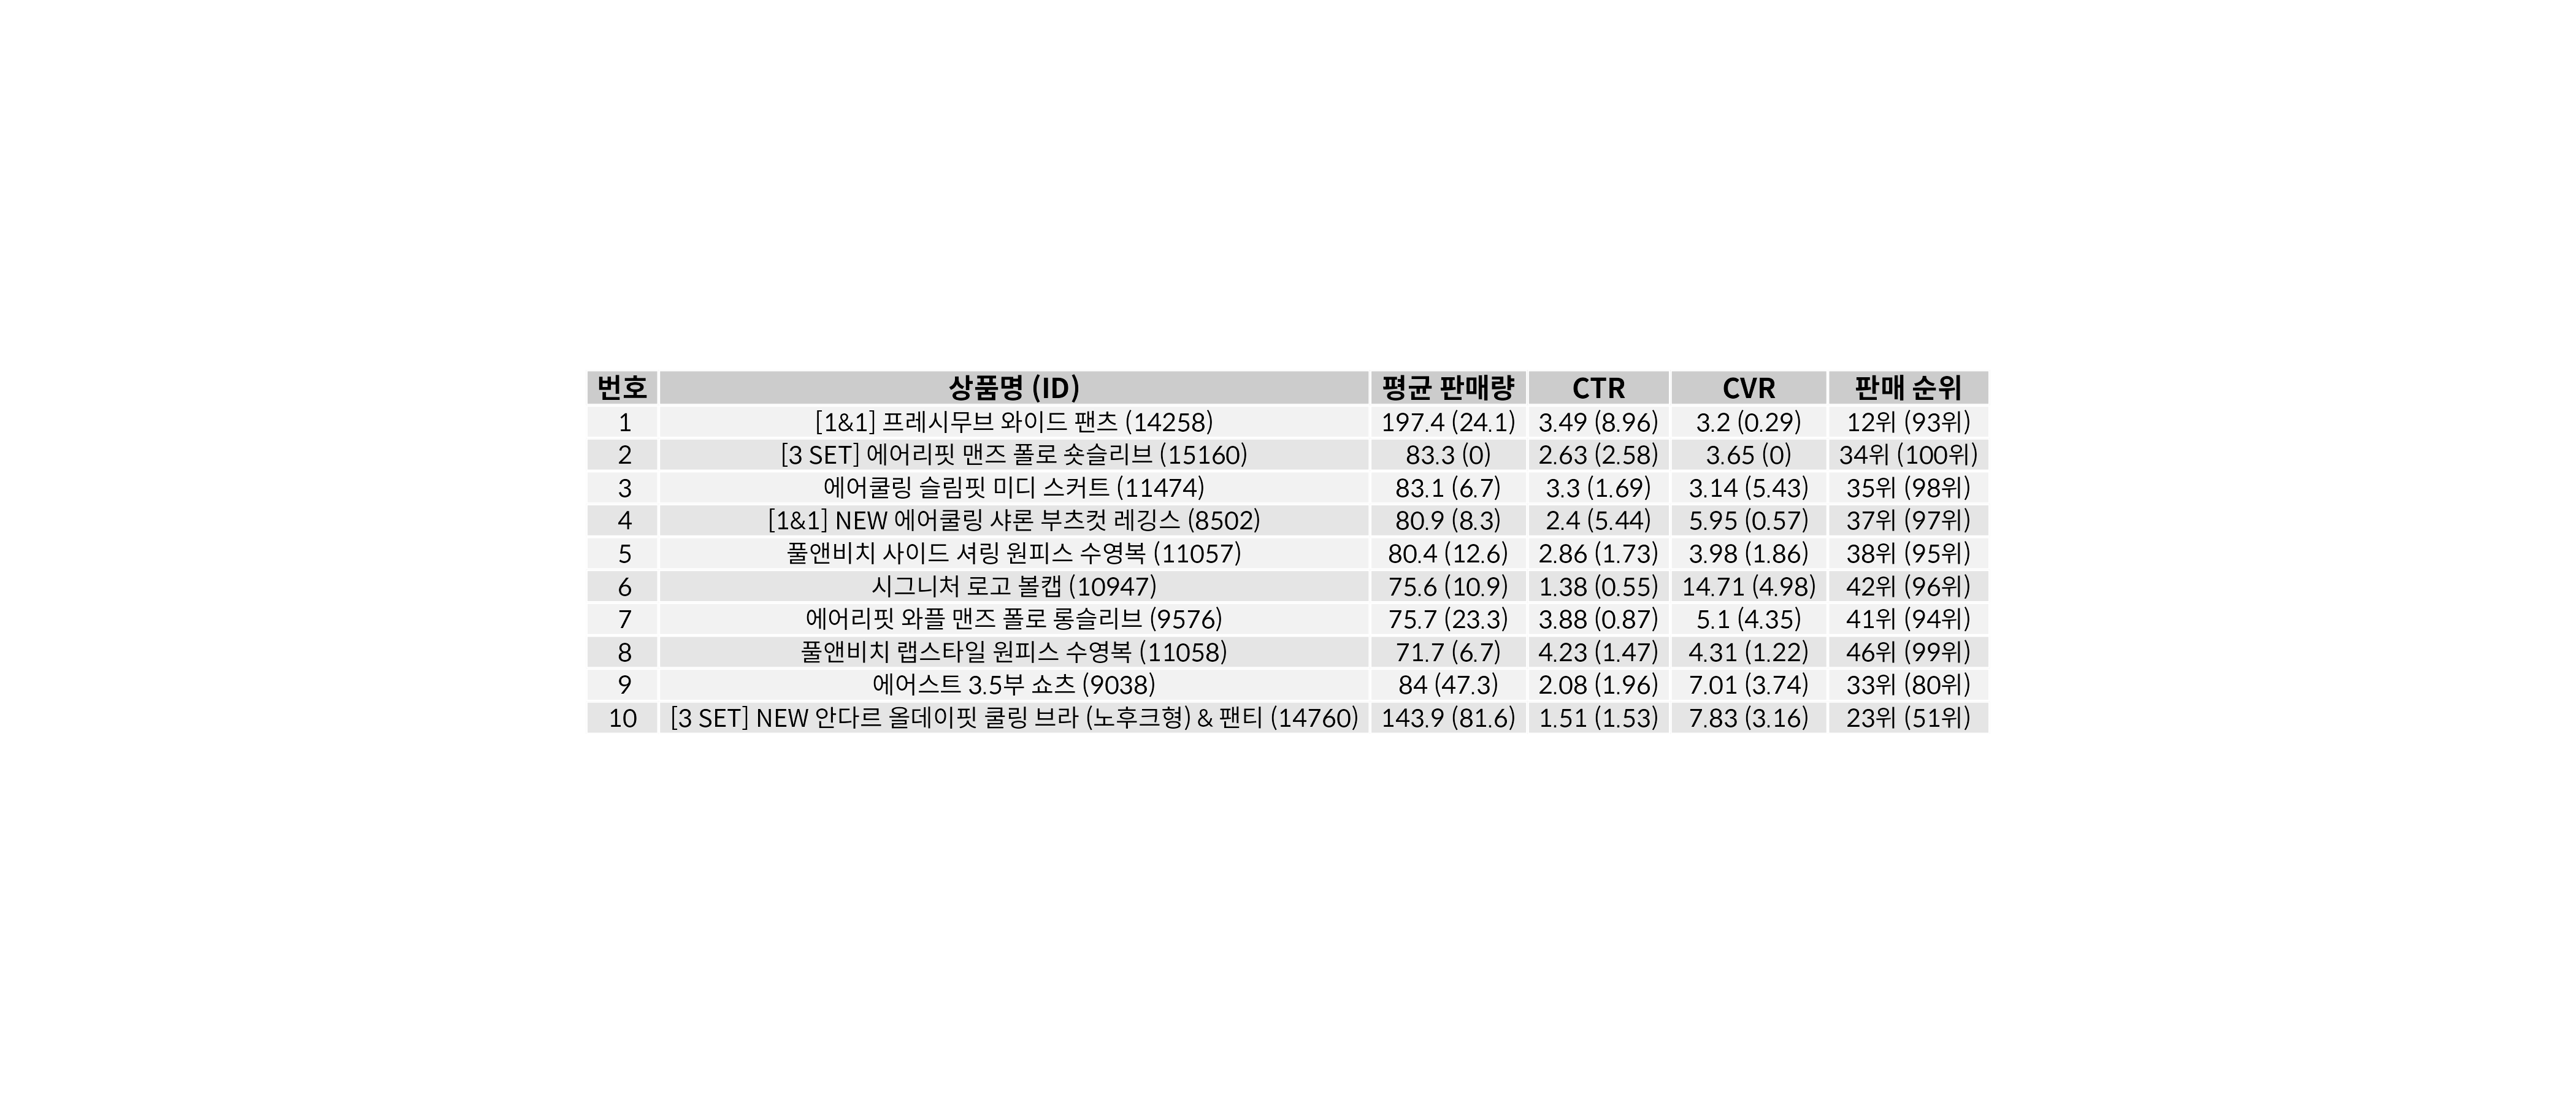 번호 상품명 (ID) 평균 판매량 CTR CVR 판매 순위
1 [1&1] 프레시무브 와이드 팬츠 (14258) 197.4 (24.1) 3.49 (8.96) 3.2 (0.29) 12위 (93위)
2 [3 SET] 에어리핏 맨즈 폴로 숏슬리브 (15160) 83.3 (0) 2.63 (2.58) 3.65 (0) 34위 (100위)
3 에어쿨링 슬림핏 미디 스커트 (11474) 83.1 (6.7) 3.3 (1.69) 3.14 (5.43) 35위 (98위)
4 [1&1] NEW 에어쿨링 샤론 부츠컷 레깅스 (8502) 80.9 (8.3) 2.4 (5.44) 5.95 (0.57) 37위 (97위)
5 풀앤비치 사이드 셔링 원피스 수영복 (11057) 80.4 (12.6) 2.86 (1.73) 3.98 (1.86) 38위 (95위)
6 시그니처 로고 볼캡 (10947) 75.6 (10.9) 1.38 (0.55) 14.71 (4.98) 42위 (96위)
7 에어리핏 와플 맨즈 폴로 롱슬리브 (9576) 75.7 (23.3) 3.88 (0.87) 5.1 (4.35) 41위 (94위)
8 풀앤비치 랩스타일 원피스 수영복 (11058) 71.7 (6.7) 4.23 (1.47) 4.31 (1.22) 46위 (99위)
9 에어스트 3.5부 쇼츠 (9038) 84 (47.3) 2.08 (1.96) 7.01 (3.74) 33위 (80위)
10 [3 SET] NEW 안다르 올데이핏 쿨링 브라 (노후크형) & 팬티 (14760) 143.9 (81.6) 1.51 (1.53) 7.83 (3.16) 23위 (51위)